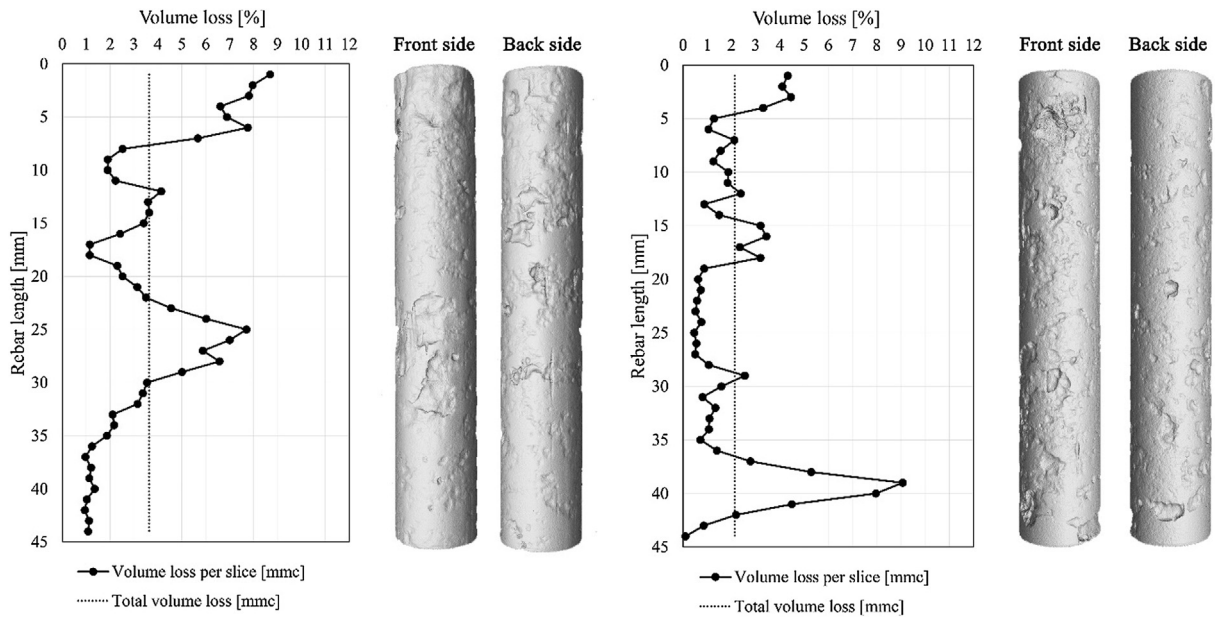 Volume loss [%]
0 1 2 3 4 5 6 7 8 9 10 11 12
Front side Back side
0
5
10
15
20
25
30
35
40
45
Rebar length [mm]
Volume loss per slice [mmc]
Total volume loss [mmc]
Volume loss [%]
0 1 2 3 4 5 6 7 8 9 10 11 12
Front side Back side
0
5
10
15
20
25
30
35
40
45
Rebar length [mm]
Volume loss per slice [mmc]
Total volume loss [mmc]